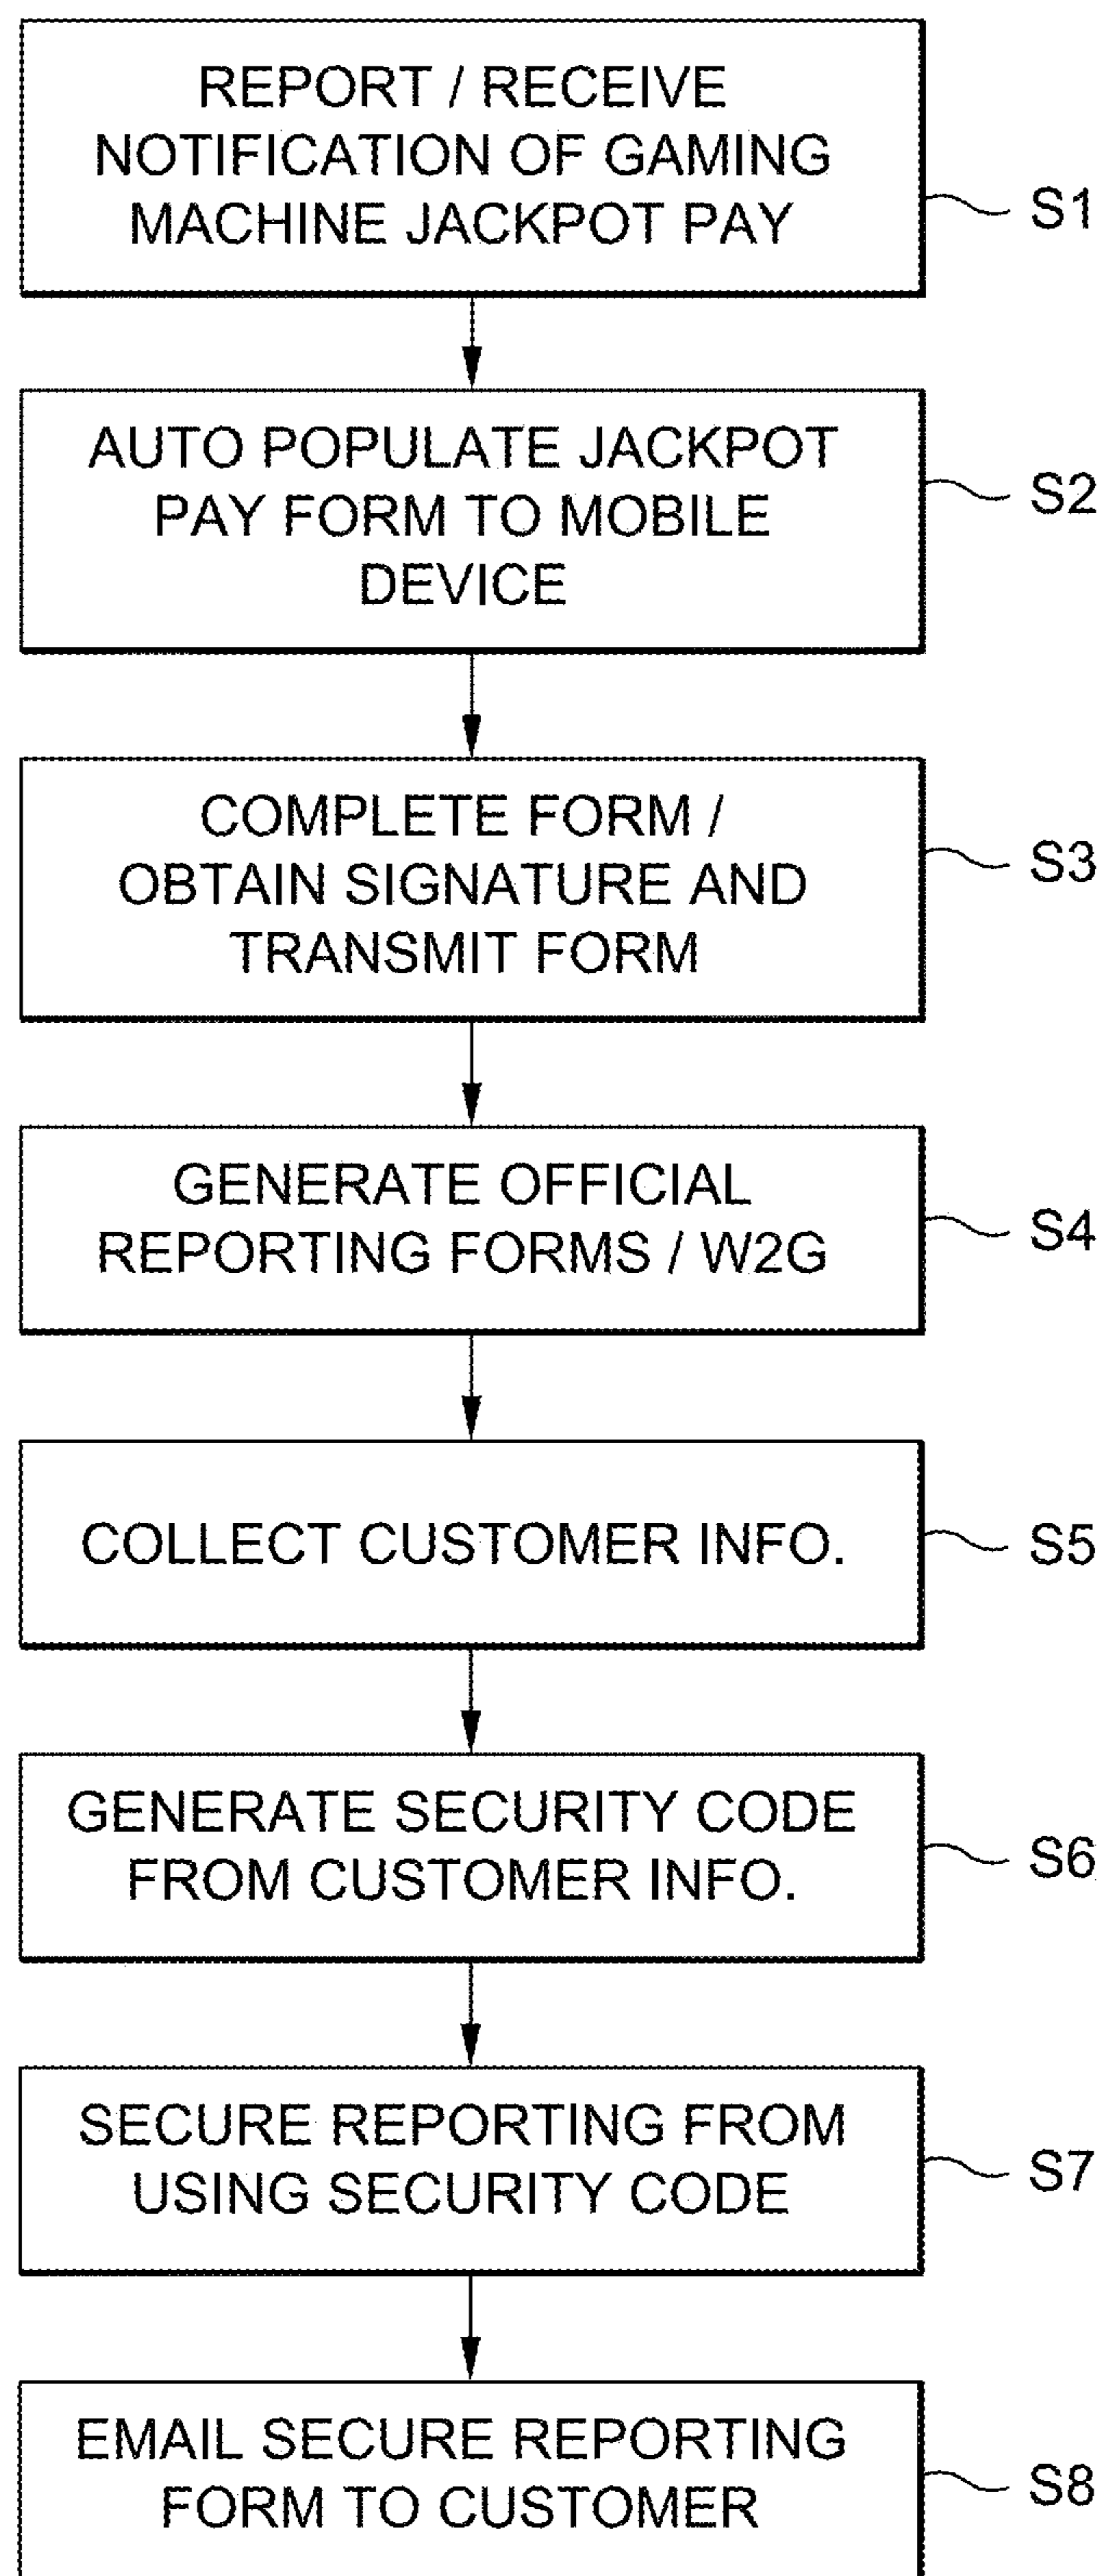 REPORT / RECEIVE
NOTIFICATION OF GAMING
MACHINE JACKPOT PAY
S1
AUTO POPULATE JACKPOT
PAY FORM TO MOBILE
DEVICE
S2
COMPLETE FORM /
OBTAIN SIGNATURE AND
TRANSMIT FORM
S3
GENERATE OFFICIAL
REPORTING FORMS / W2G
S4
COLLECT CUSTOMER INFO.
S5
GENERATE SECURITY CODE
FROM CUSTOMER INFO.
S6
SECURE REPORTING FROM
USING SECURITY CODE
S7
EMAIL SECURE REPORTING
FORM TO CUSTOMER
S8